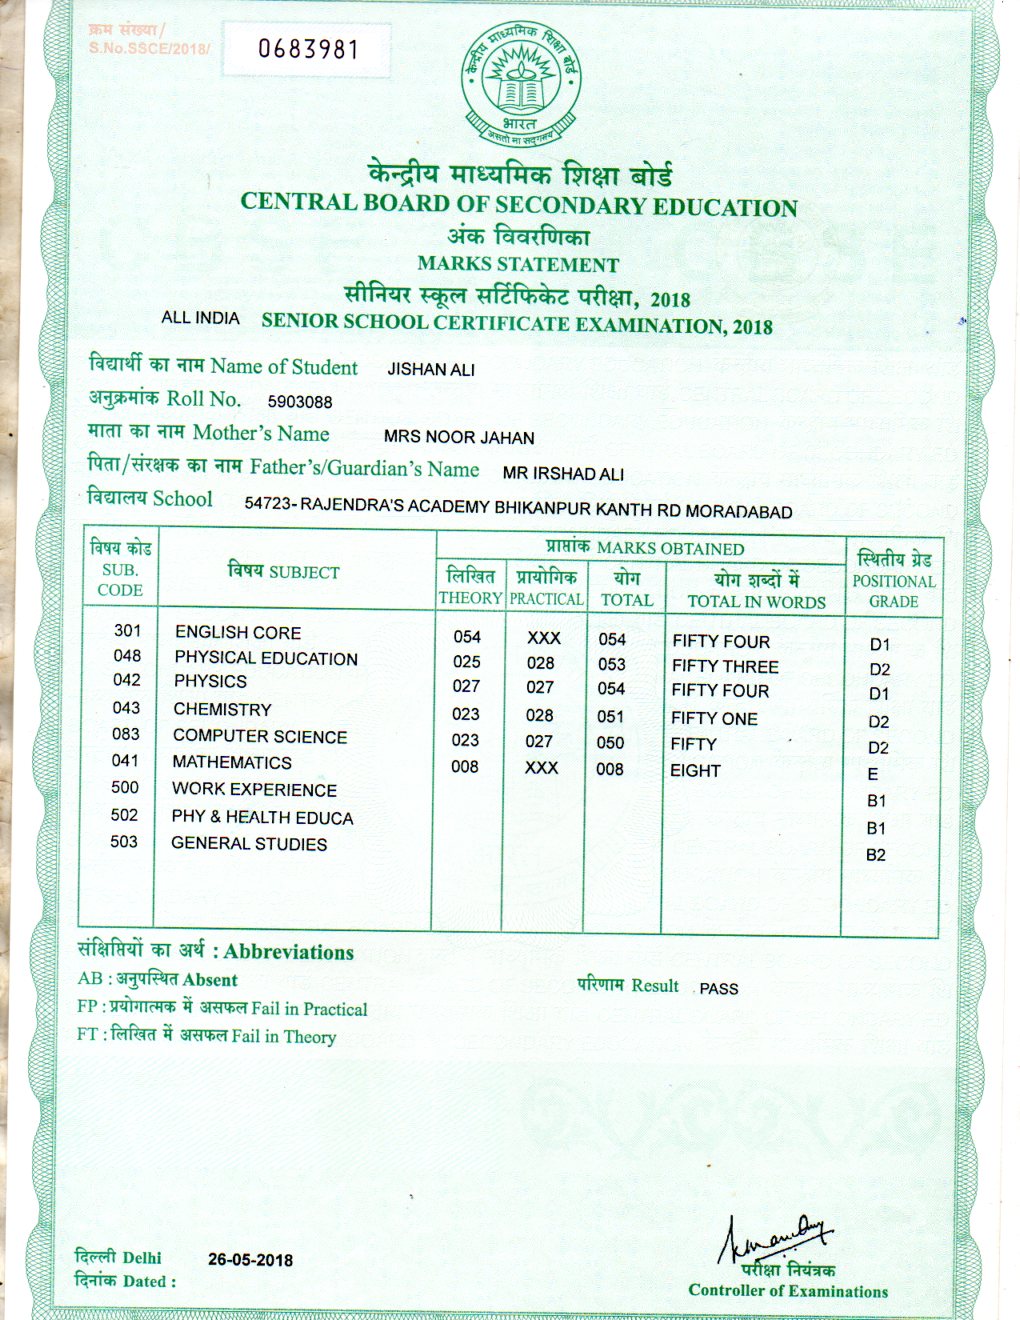 क्रम संख्या/
S.No.SSCE/2018/ 0683981
केन्द्रीय माध्यमिक शिक्षा बोर्ड
भारत
असतो मा सद्गमय
केन्द्रीय माध्यमिक शिक्षा बोर्ड
CENTRAL BOARD OF SECONDARY EDUCATION
अंक विवरणिका
MARKS STATEMENT
सीनियर स्कूल सर्टिफिकेट परीक्षा, 2018
ALL INDIA SENIOR SCHOOL CERTIFICATE EXAMINATION, 2018
विद्यार्थी का नाम Name of Student JISHAN ALI
अनुक्रमांक Roll No. 5903088
माता का नाम Mother's Name MRS NOOR JAHAN
पिता/संरक्षक का नाम Father's/Guardian's Name MR IRSHAD ALI
विद्यालय School 54723- RAJENDRA'S ACADEMY BHIKANPUR KANTH RD MORADABAD
विषय कोड SUB. CODE विषय SUBJECT प्राप्तांक MARKS OBTAINED स्थितीय ग्रेड POSITIONAL GRADE
लिखित THEORY प्रायोगिक PRACTICAL योग TOTAL योग शब्दों में TOTAL IN WORDS
301 ENGLISH CORE 054 XXX 054 FIFTY FOUR D1
048 PHYSICAL EDUCATION 025 028 053 FIFTY THREE D2
042 PHYSICS 027 027 054 FIFTY FOUR D1
043 CHEMISTRY 023 028 051 FIFTY ONE D2
083 COMPUTER SCIENCE 023 027 050 FIFTY D2
041 MATHEMATICS 008 XXX 008 EIGHT E
500 WORK EXPERIENCE B1
502 PHY & HEALTH EDUCA B1
503 GENERAL STUDIES B2
संक्षिप्तियों का अर्थ : Abbreviations
AB : अनुपस्थित Absent परिणाम Result PASS
FP : प्रयोगात्मक में असफल Fail in Practical
FT : लिखित में असफल Fail in Theory
दिल्ली Delhi
दिनांक Dated : 26-05-2018
परीक्षा नियंत्रक
Controller of Examinations